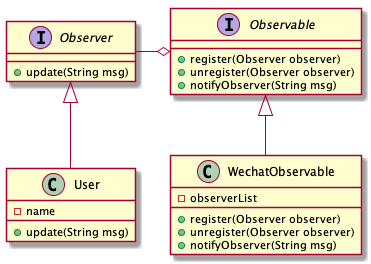 I Observer
update(String msg)
I Observable
register(Observer observer)
unregister(Observer observer)
notifyObserver(String msg)
C User
name
update(String msg)
C WechatObservable
observerList
register(Observer observer)
unregister(Observer observer)
notifyObserver(String msg)